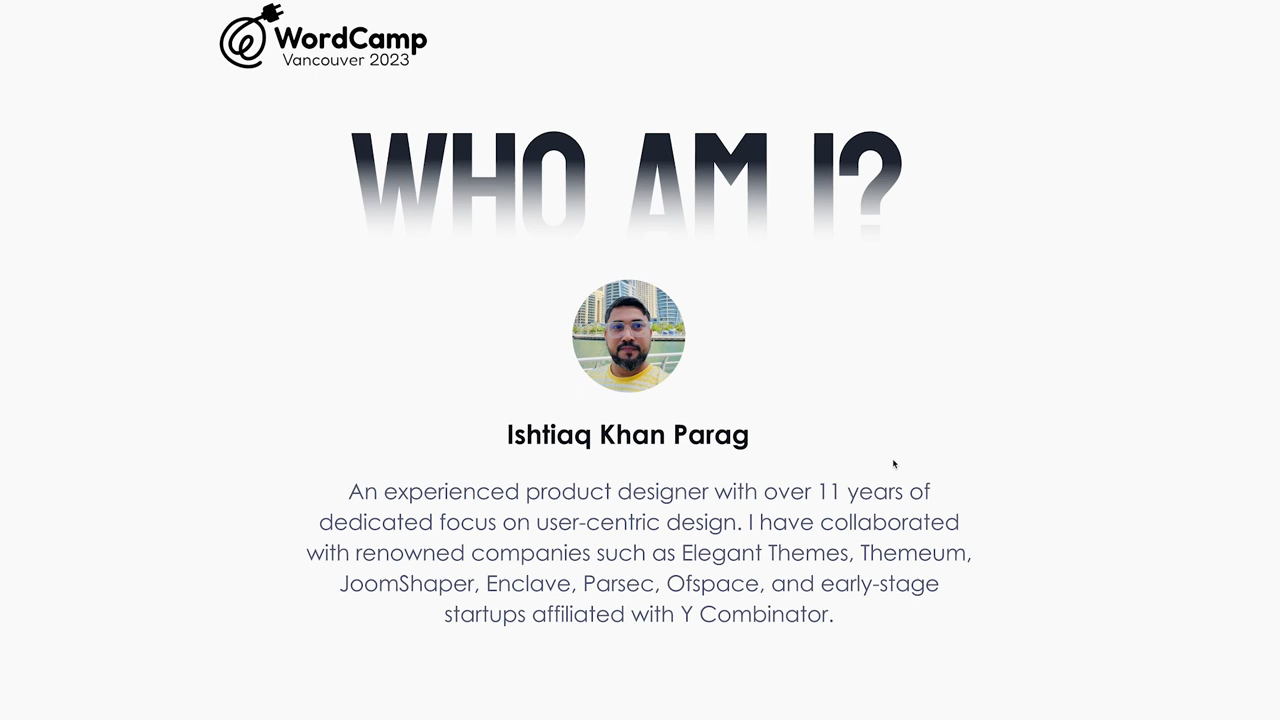 WordCamp
Vancouver 2023
WHO AM I?
Ishtiaq Khan Parag
An experienced product designer with over 11 years of
dedicated focus on user-centric design. I have collaborated
with renowned companies such as Elegant Themes, Themeum,
JoomShaper, Enclave, Parsec, Ofspace, and early-stage
startups affiliated with Y Combinator.